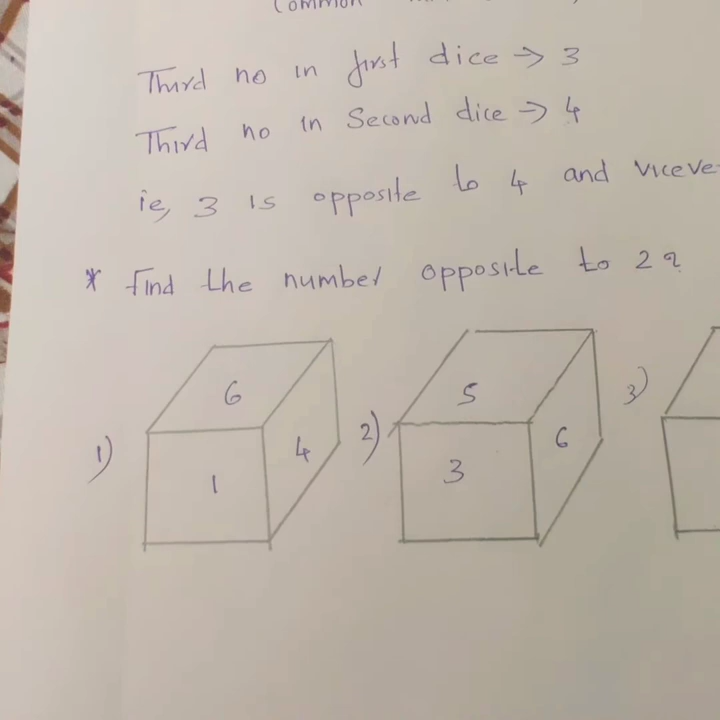 Common
Third no in first dice → 3
Third no in Second dice → 4
ie, 3 is opposite to 4 and viceve
* Find the number opposite to 2 ?
1) 6 1 4
2) 5 3 6
3)